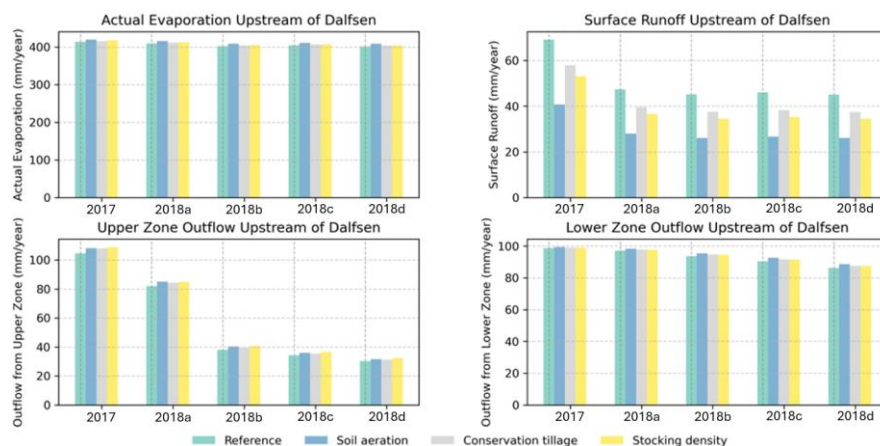 Actual Evaporation Upstream of Dalfsen
Actual Evaporation (mm/year)
400
300
200
100
0
2017 2018a 2018b 2018c 2018d
Surface Runoff Upstream of Dalfsen
Surface Runoff (mm/year)
60
40
20
0
2017 2018a 2018b 2018c 2018d
Upper Zone Outflow Upstream of Dalfsen
Outflow from Upper Zone (mm/year)
100
80
60
40
20
0
2017 2018a 2018b 2018c 2018d
Lower Zone Outflow Upstream of Dalfsen
Outflow from Lower Zone (mm/year)
100
80
60
40
20
0
2017 2018a 2018b 2018c 2018d
Reference Soil aeration Conservation tillage Stocking density